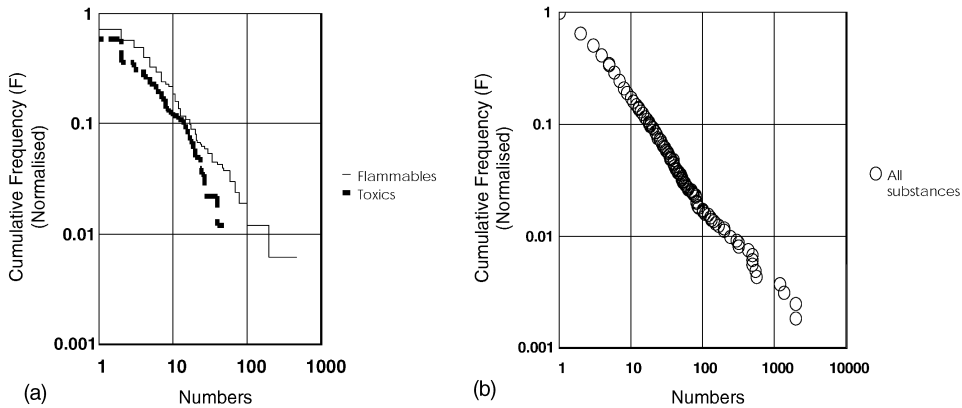 Cumulative Frequency (F)
(Normalised)
1
0.1
0.01
0.001
1
10
100
1000
Numbers
Flammables
Toxics
(a)
Cumulative Frequency (F)
(Normalised)
1
0.1
0.01
0.001
1
10
100
1000
10000
Numbers
All
substances
(b)